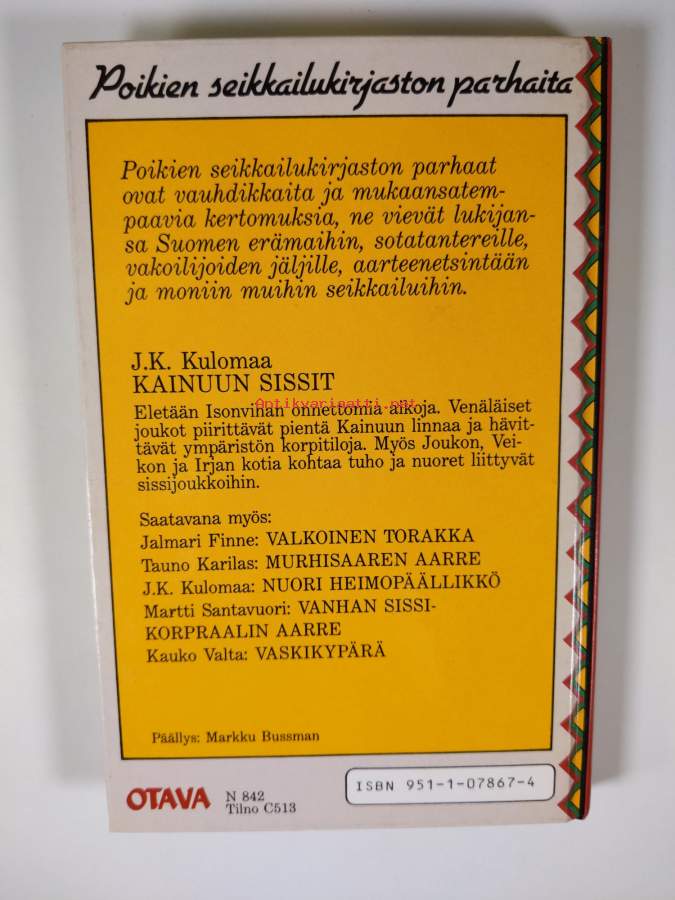 Poikien seikkailukirjaston parhaita
Poikien seikkailukirjaston parhaat
ovat vauhdikkaita ja mukaansatem-
paavia kertomuksia, ne vievät lukijan-
sa Suomen erämaihin, sotatantereille,
vakoilijoiden jäljille, aarteenetsintään
ja moniin muihin seikkailuihin.
J.K. Kulomaa
KAINUUN SISSIT
Antikvariaatti.net
Eletään Isonvihan onnettomia aikoja. Venäläiset
joukot piirittävät pientä Kainuun linnaa ja hävit-
tävät ympäristön korpitiloja. Myös Joukon, Vei-
kon ja Irjan kotia kohtaa tuho ja nuoret liittyvät
sissijoukkoihin.
Saatavana myös:
Jalmari Finne: VALKOINEN TORAKKA
Tauno Karilas: MURHISAAREN AARRE
J.K. Kulomaa: NUORI HEIMOPÄÄLLIKKÖ
Martti Santavuori: VANHAN SISSI-
KORPRAALIN AARRE
Kauko Valta: VASKIKYPÄRÄ
Päällys: Markku Bussman
OTAVA
N 842
Tilno C513
ISBN 951-1-07867-4